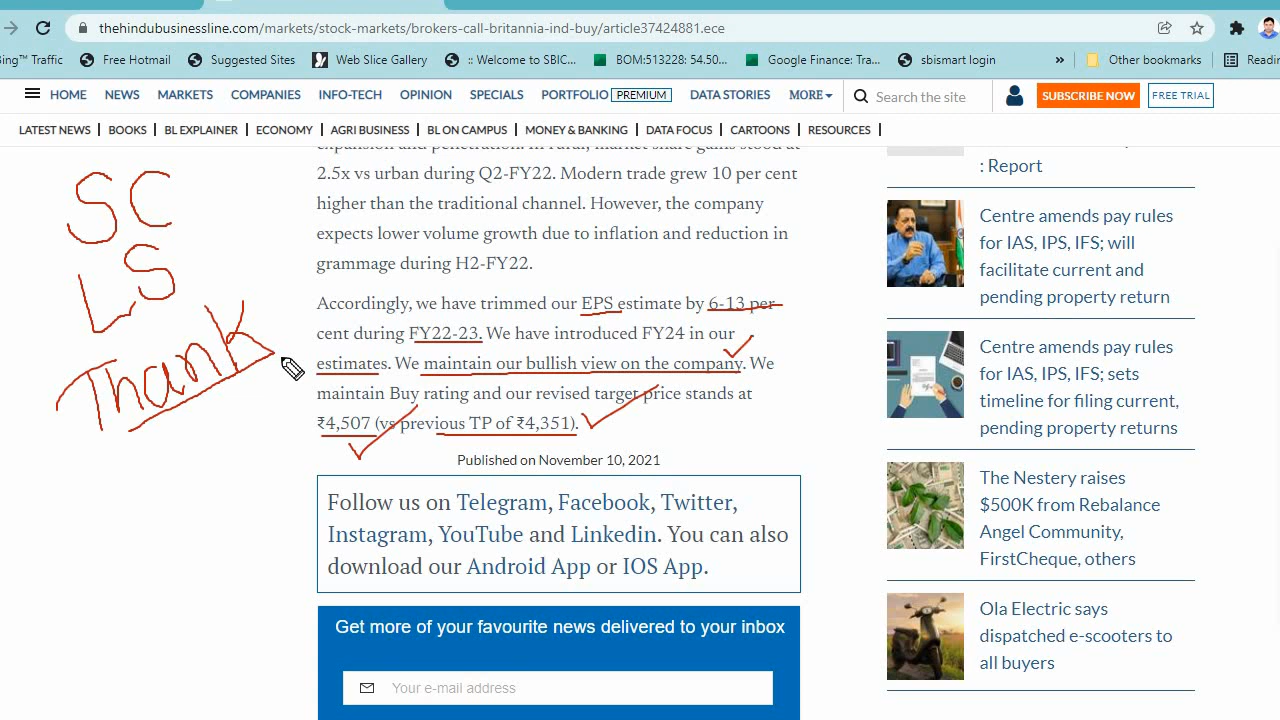 thehindubusinessline.com/markets/stock-markets/brokers-call-britannia-ind-buy/article37424881.ece
ing™ Traffic Free Hotmail Suggested Sites Web Slice Gallery :: Welcome to SBIC... BOM:513228: 54.50... Google Finance: Tra... sbismart login » Other bookmarks Readin
HOME NEWS MARKETS COMPANIES INFO-TECH OPINION SPECIALS PORTFOLIO PREMIUM DATA STORIES MORE Search the site SUBSCRIBE NOW FREE TRIAL
LATEST NEWS BOOKS BL EXPLAINER ECONOMY AGRI BUSINESS BL ON CAMPUS MONEY & BANKING DATA FOCUS CARTOONS RESOURCES
expansion and penetration. In rural, market share gains stood at
2.5x vs urban during Q2-FY22. Modern trade grew 10 per cent
higher than the traditional channel. However, the company
expects lower volume growth due to inflation and reduction in
grammage during H2-FY22.
Accordingly, we have trimmed our EPS estimate by 6-13 per
cent during FY22-23. We have introduced FY24 in our
estimates. We maintain our bullish view on the company. We
maintain Buy rating and our revised target price stands at
₹4,507 (vs previous TP of ₹4,351).
Published on November 10, 2021
Follow us on Telegram, Facebook, Twitter,
Instagram, YouTube and Linkedin. You can also
download our Android App or IOS App.
Get more of your favourite news delivered to your inbox
Your e-mail address
SC
LS
Thank
: Report
Centre amends pay rules
for IAS, IPS, IFS; will
facilitate current and
pending property return
Centre amends pay rules
for IAS, IPS, IFS; sets
timeline for filing current,
pending property returns
The Nestery raises
$500K from Rebalance
Angel Community,
FirstCheque, others
Ola Electric says
dispatched e-scooters to
all buyers